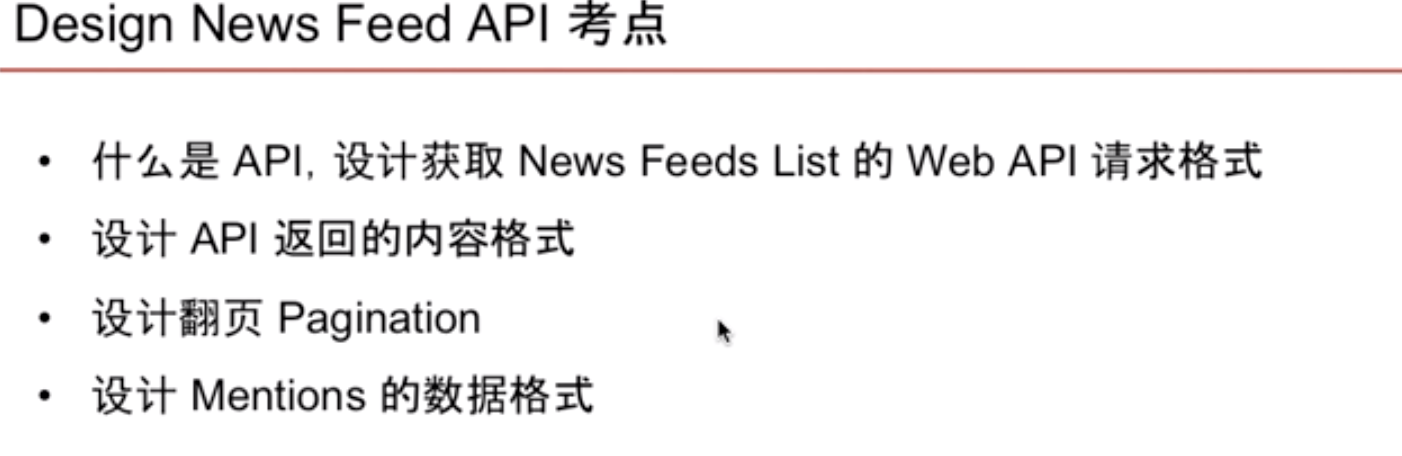 Design News Feed API 考点
• 什么是 API, 设计获取 News Feeds List 的 Web API 请求格式
• 设计 API 返回的内容格式
• 设计翻页 Pagination
• 设计 Mentions 的数据格式